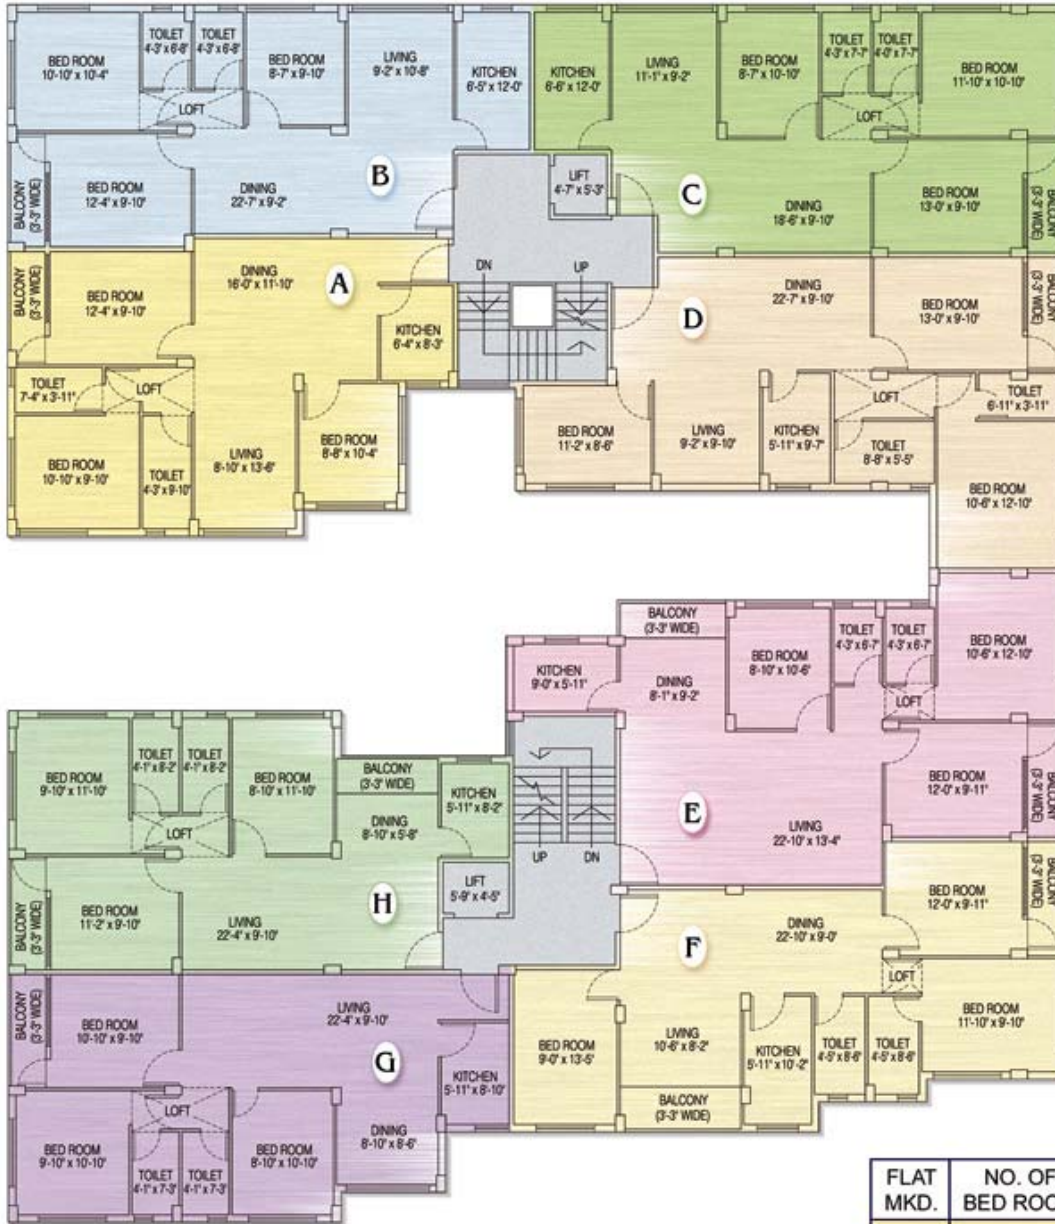 BED ROOM
10'-10" x 10'-4"
TOILET
4'-3" x 6'-8"
TOILET
4'-3" x 6'-8"
BED ROOM
8'-7" x 9'-10"
LIVING
9'-2" x 10'-8"
KITCHEN
6'-5" x 12'-0"
LOFT
BALCONY
(3'-3" WIDE)
BED ROOM
12'-4" x 9'-10"
DINING
22'-7" x 9'-2"
B
KITCHEN
6'-6" x 12'-0"
LIVING
11'-1" x 9'-2"
BED ROOM
8'-7" x 10'-10"
TOILET
4'-3" x 7'-7"
TOILET
4'-0" x 7'-7"
BED ROOM
11'-10" x 10'-10"
LOFT
LIFT
4'-7" x 5'-3"
C
DINING
18'-6" x 9'-10"
BED ROOM
13'-0" x 9'-10"
BALCONY
(3'-3" WIDE)
BALCONY
(3'-3" WIDE)
BED ROOM
12'-4" x 9'-10"
DINING
16'-0" x 11'-10"
A
KITCHEN
6'-4" x 8'-3"
TOILET
7'-4" x 3'-11"
LOFT
BED ROOM
10'-10" x 9'-10"
TOILET
4'-3" x 9'-10"
LIVING
8'-10" x 13'-6"
BED ROOM
8'-8" x 10'-4"
DN
UP
D
DINING
22'-7" x 9'-10"
BED ROOM
13'-0" x 9'-10"
BALCONY
(3'-3" WIDE)
BED ROOM
11'-2" x 8'-6"
LIVING
9'-2" x 9'-10"
KITCHEN
5'-11" x 9'-7"
LOFT
TOILET
8'-8" x 5'-5"
TOILET
6'-11" x 3'-11"
BED ROOM
10'-6" x 12'-10"
BALCONY
(3'-3" WIDE)
KITCHEN
9'-0" x 5'-11"
DINING
8'-1" x 9'-2"
BED ROOM
8'-10" x 10'-6"
TOILET
4'-3" x 6'-7"
TOILET
4'-3" x 6'-7"
BED ROOM
10'-6" x 12'-10"
LOFT
BED ROOM
12'-0" x 9'-11"
BALCONY
(3'-3" WIDE)
E
LIVING
22'-10" x 13'-4"
BED ROOM
9'-10" x 11'-10"
TOILET
4'-1" x 8'-2"
TOILET
4'-1" x 8'-2"
BED ROOM
8'-10" x 11'-10"
BALCONY
(3'-3" WIDE)
KITCHEN
5'-11" x 8'-2"
LOFT
DINING
8'-10" x 5'-8"
UP
DN
LIFT
5'-9" x 4'-5"
H
BALCONY
(3'-3" WIDE)
BED ROOM
11'-2" x 9'-10"
LIVING
22'-4" x 9'-10"
BED ROOM
12'-0" x 9'-11"
BALCONY
(3'-3" WIDE)
DINING
22'-10" x 9'-0"
F
LOFT
BED ROOM
9'-0" x 13'-5"
LIVING
10'-6" x 8'-2"
BALCONY
(3'-3" WIDE)
KITCHEN
5'-11" x 10'-2"
TOILET
4'-5" x 8'-6"
TOILET
4'-5" x 8'-6"
BED ROOM
11'-10" x 9'-10"
BALCONY
(3'-3" WIDE)
BED ROOM
10'-10" x 9'-10"
LIVING
22'-4" x 9'-10"
G
KITCHEN
5'-11" x 8'-10"
LOFT
BED ROOM
9'-10" x 10'-10"
TOILET
4'-1" x 7'-3"
TOILET
4'-1" x 7'-3"
BED ROOM
8'-10" x 10'-10"
DINING
8'-10" x 8'-6"
FLAT
MKD.
NO. OF
BED ROO